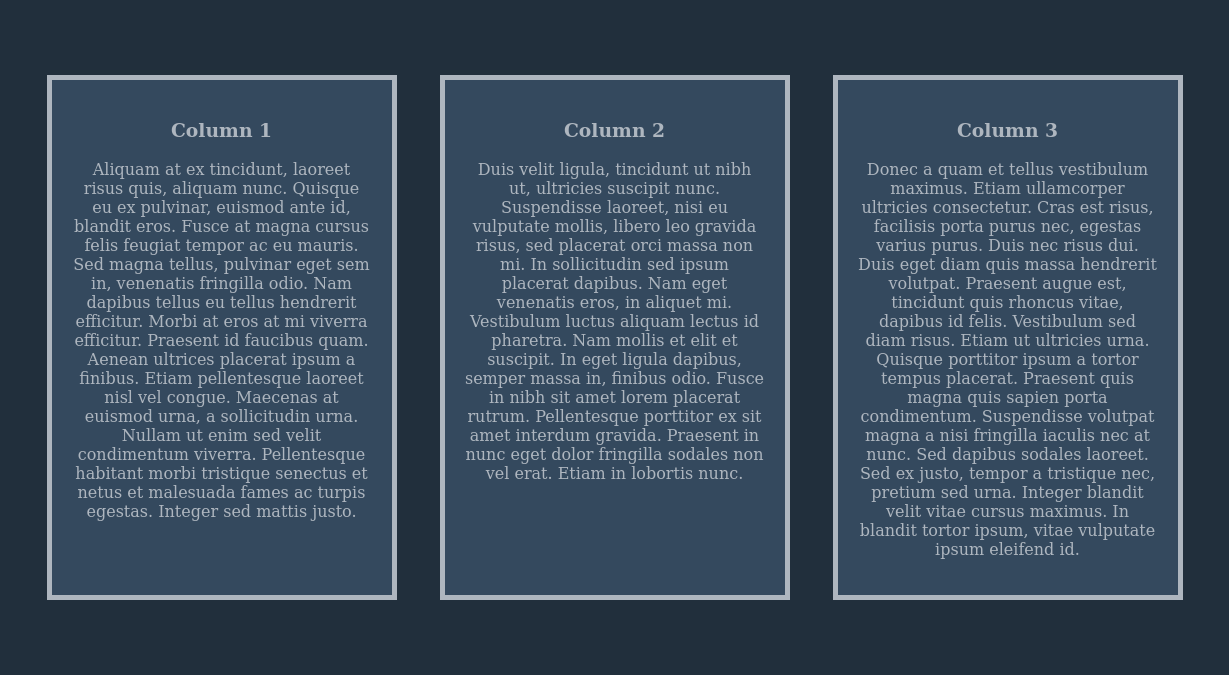 Column 1
Aliquam at ex tincidunt, laoreet
risus quis, aliquam nunc. Quisque
eu ex pulvinar, euismod ante id,
blandit eros. Fusce at magna cursus
felis feugiat tempor ac eu mauris.
Sed magna tellus, pulvinar eget sem
in, venenatis fringilla odio. Nam
dapibus tellus eu tellus hendrerit
efficitur. Morbi at eros at mi viverra
efficitur. Praesent id faucibus quam.
Aenean ultrices placerat ipsum a
finibus. Etiam pellentesque laoreet
nisl vel congue. Maecenas at
euismod urna, a sollicitudin urna.
Nullam ut enim sed velit
condimentum viverra. Pellentesque
habitant morbi tristique senectus et
netus et malesuada fames ac turpis
egestas. Integer sed mattis justo.
Column 2
Duis velit ligula, tincidunt ut nibh
ut, ultricies suscipit nunc.
Suspendisse laoreet, nisi eu
vulputate mollis, libero leo gravida
risus, sed placerat orci massa non
mi. In sollicitudin sed ipsum
placerat dapibus. Nam eget
venenatis eros, in aliquet mi.
Vestibulum luctus aliquam lectus id
pharetra. Nam mollis et elit et
suscipit. In eget ligula dapibus,
semper massa in, finibus odio. Fusce
in nibh sit amet lorem placerat
rutrum. Pellentesque porttitor ex sit
amet interdum gravida. Praesent in
nunc eget dolor fringilla sodales non
vel erat. Etiam in lobortis nunc.
Column 3
Donec a quam et tellus vestibulum
maximus. Etiam ullamcorper
ultricies consectetur. Cras est risus,
facilisis porta purus nec, egestas
varius purus. Duis nec risus dui.
Duis eget diam quis massa hendrerit
volutpat. Praesent augue est,
tincidunt quis rhoncus vitae,
dapibus id felis. Vestibulum sed
diam risus. Etiam ut ultricies urna.
Quisque porttitor ipsum a tortor
tempus placerat. Praesent quis
magna quis sapien porta
condimentum. Suspendisse volutpat
magna a nisi fringilla iaculis nec at
nunc. Sed dapibus sodales laoreet.
Sed ex justo, tempor a tristique nec,
pretium sed urna. Integer blandit
velit vitae cursus maximus. In
blandit tortor ipsum, vitae vulputate
ipsum eleifend id.